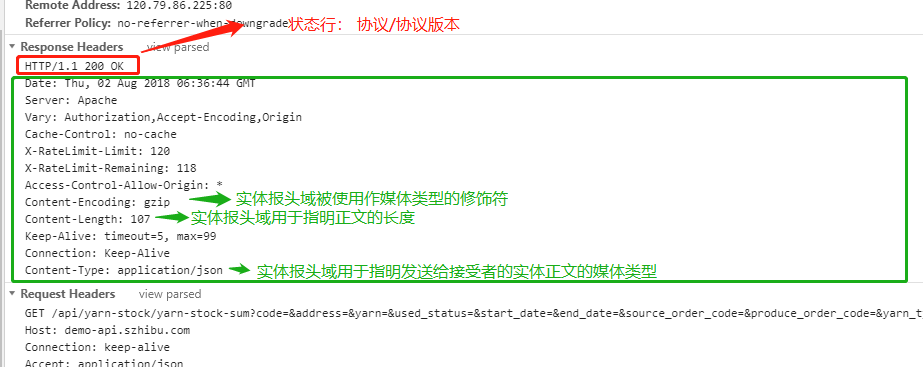 Remote Address: 120.79.86.225:80
Referrer Policy: no-referrer-when-downgrade 状态行： 协议/协议版本
Response Headers view parsed
HTTP/1.1 200 OK
Date: Thu, 02 Aug 2018 06:36:44 GMT
Server: Apache
Vary: Authorization,Accept-Encoding,Origin
Cache-Control: no-cache
X-RateLimit-Limit: 120
X-RateLimit-Remaining: 118
Access-Control-Allow-Origin: *
Content-Encoding: gzip 实体报头域被使用作媒体类型的修饰符
Content-Length: 107 实体报头域用于指明正文的长度
Keep-Alive: timeout=5, max=99
Connection: Keep-Alive
Content-Type: application/json 实体报头域用于指明发送给接受者的实体正文的媒体类型
Request Headers view parsed
GET /api/yarn-stock/yarn-stock-sum?code=&address=&yarn=&used_status=&start_date=&end_date=&source_order_code=&produce_order_code=&yarn_t
Host: demo-api.szhibu.com
Connection: keep-alive
Accept: application/json